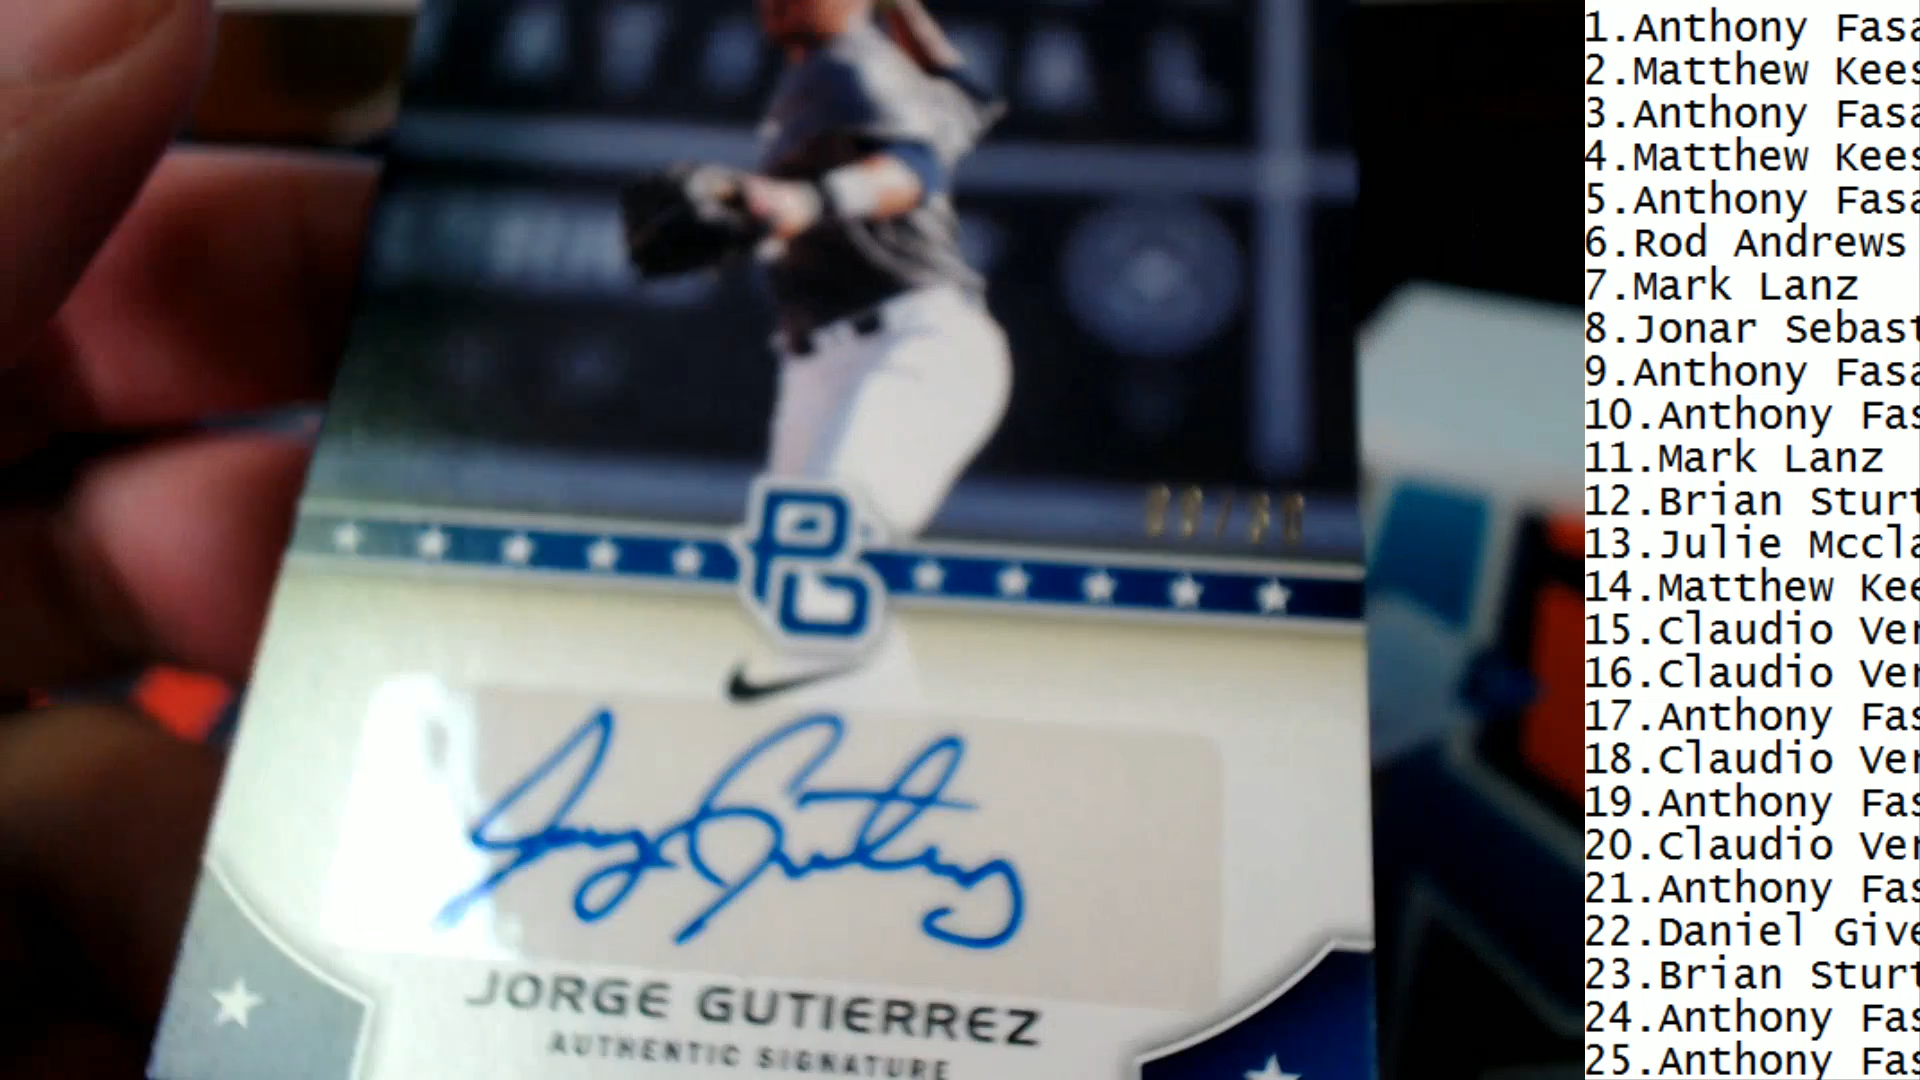 PG
Jorge Gutierrez
JORGE GUTIERREZ
AUTHENTIC SIGNATURE
1.Anthony Fasa
2.Matthew Kees
3.Anthony Fasa
4.Matthew Kees
5.Anthony Fasa
6.Rod Andrews
7.Mark Lanz
8.Jonar Sebast
9.Anthony Fasa
10.Anthony Fas
11.Mark Lanz
12.Brian Sturt
13.Julie Mccla
14.Matthew Kee
15.Claudio Ver
16.Claudio Ver
17.Anthony Fas
18.Claudio Ver
19.Anthony Fas
20.Claudio Ver
21.Anthony Fas
22.Daniel Give
23.Brian Sturt
24.Anthony Fas
25.Anthony Fas